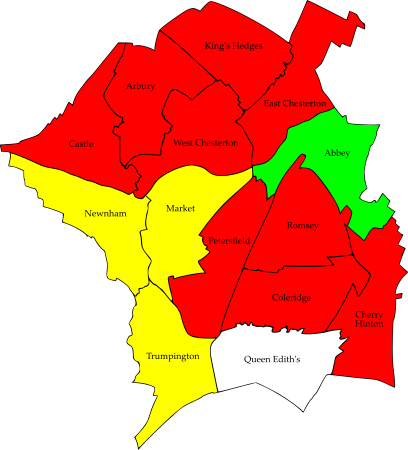 King's Hedges
Arbury
East Chesterton
Castle
West Chesterton
Abbey
Newnham
Market
Romsey
Petersfield
Coleridge
Cherry
Hinton
Trumpington
Queen Edith's